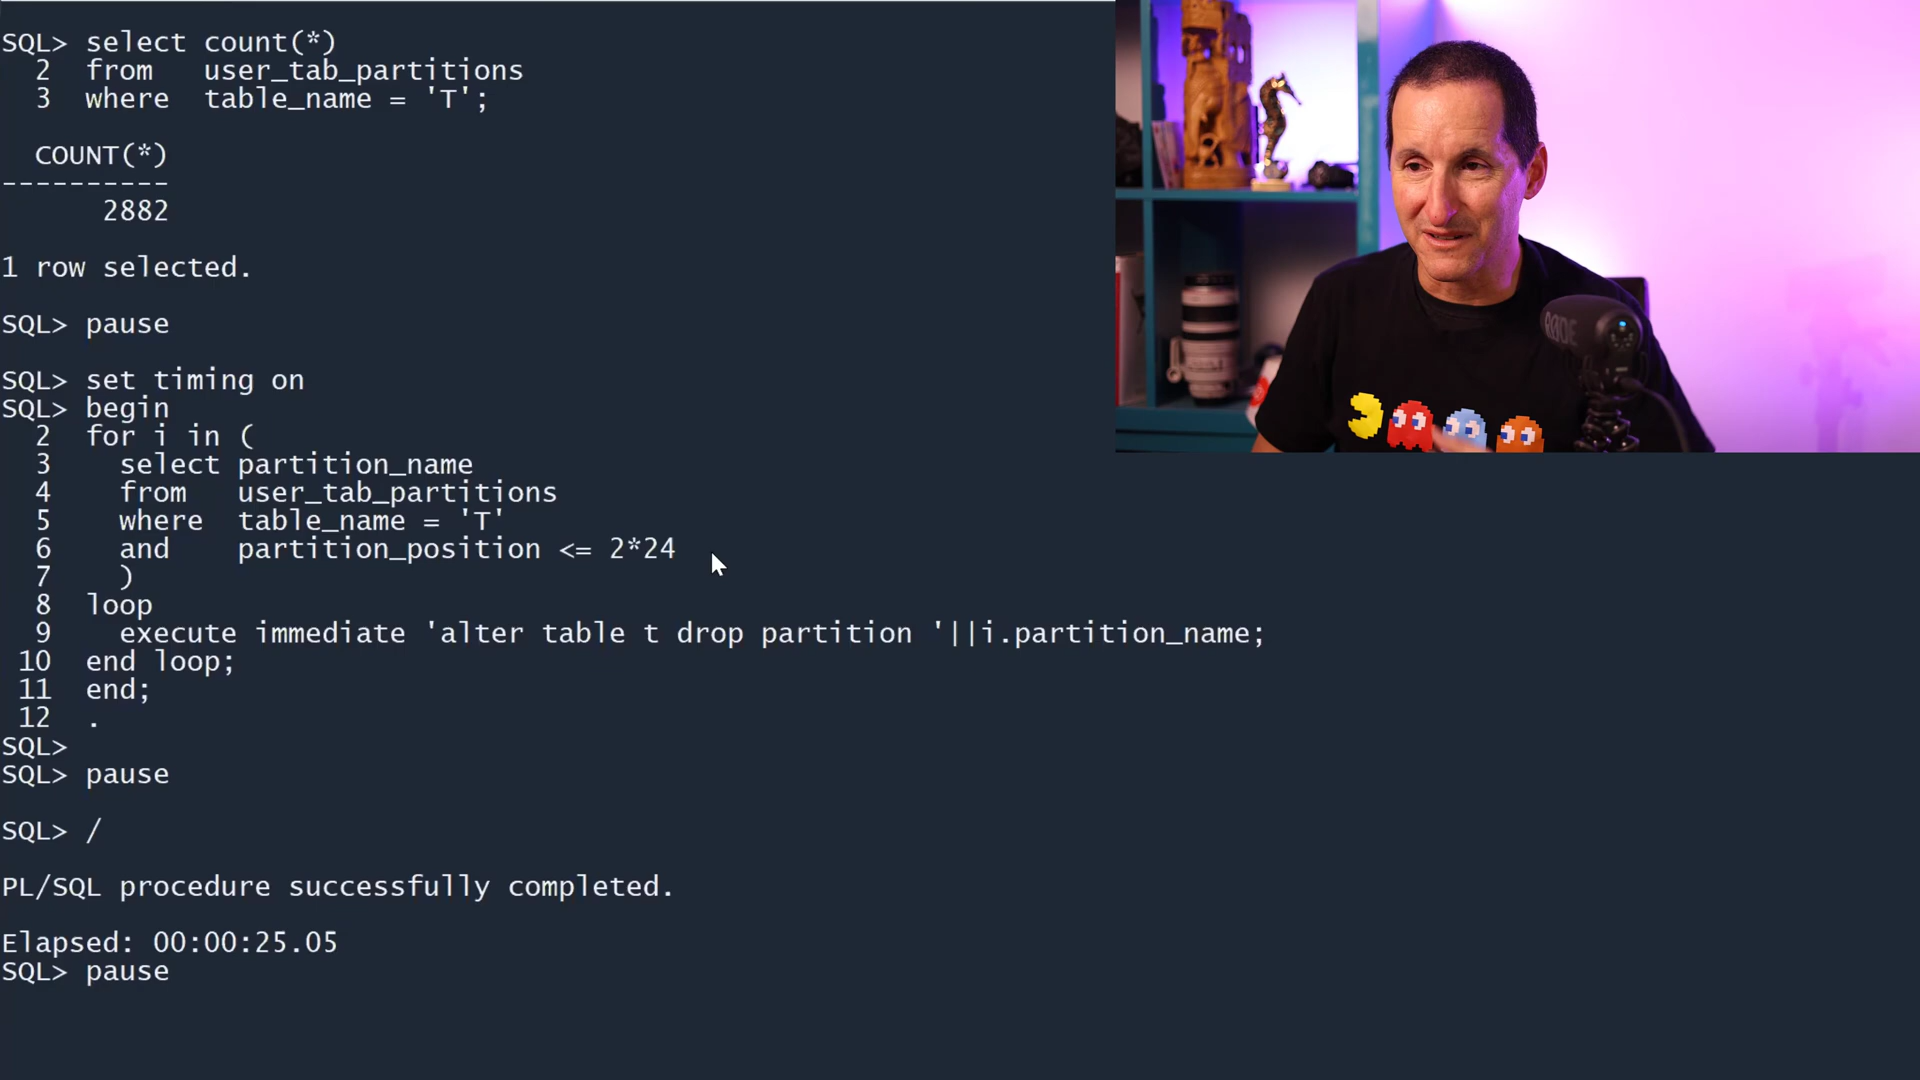 SQL> select count(*)
  2  from   user_tab_partitions
  3  where  table_name = 'T';
  COUNT(*)
----------
      2882
1 row selected.
SQL> pause
SQL> set timing on
SQL> begin
  2  for i in (
  3    select partition_name
  4    from   user_tab_partitions
  5    where  table_name = 'T'
  6    and    partition_position <= 2*24
  7    )
  8  loop
  9    execute immediate 'alter table t drop partition '||i.partition_name;
 10  end loop;
 11  end;
 12  .
SQL>
SQL> pause
SQL> /
PL/SQL procedure successfully completed.
Elapsed: 00:00:25.05
SQL> pause
RØDE